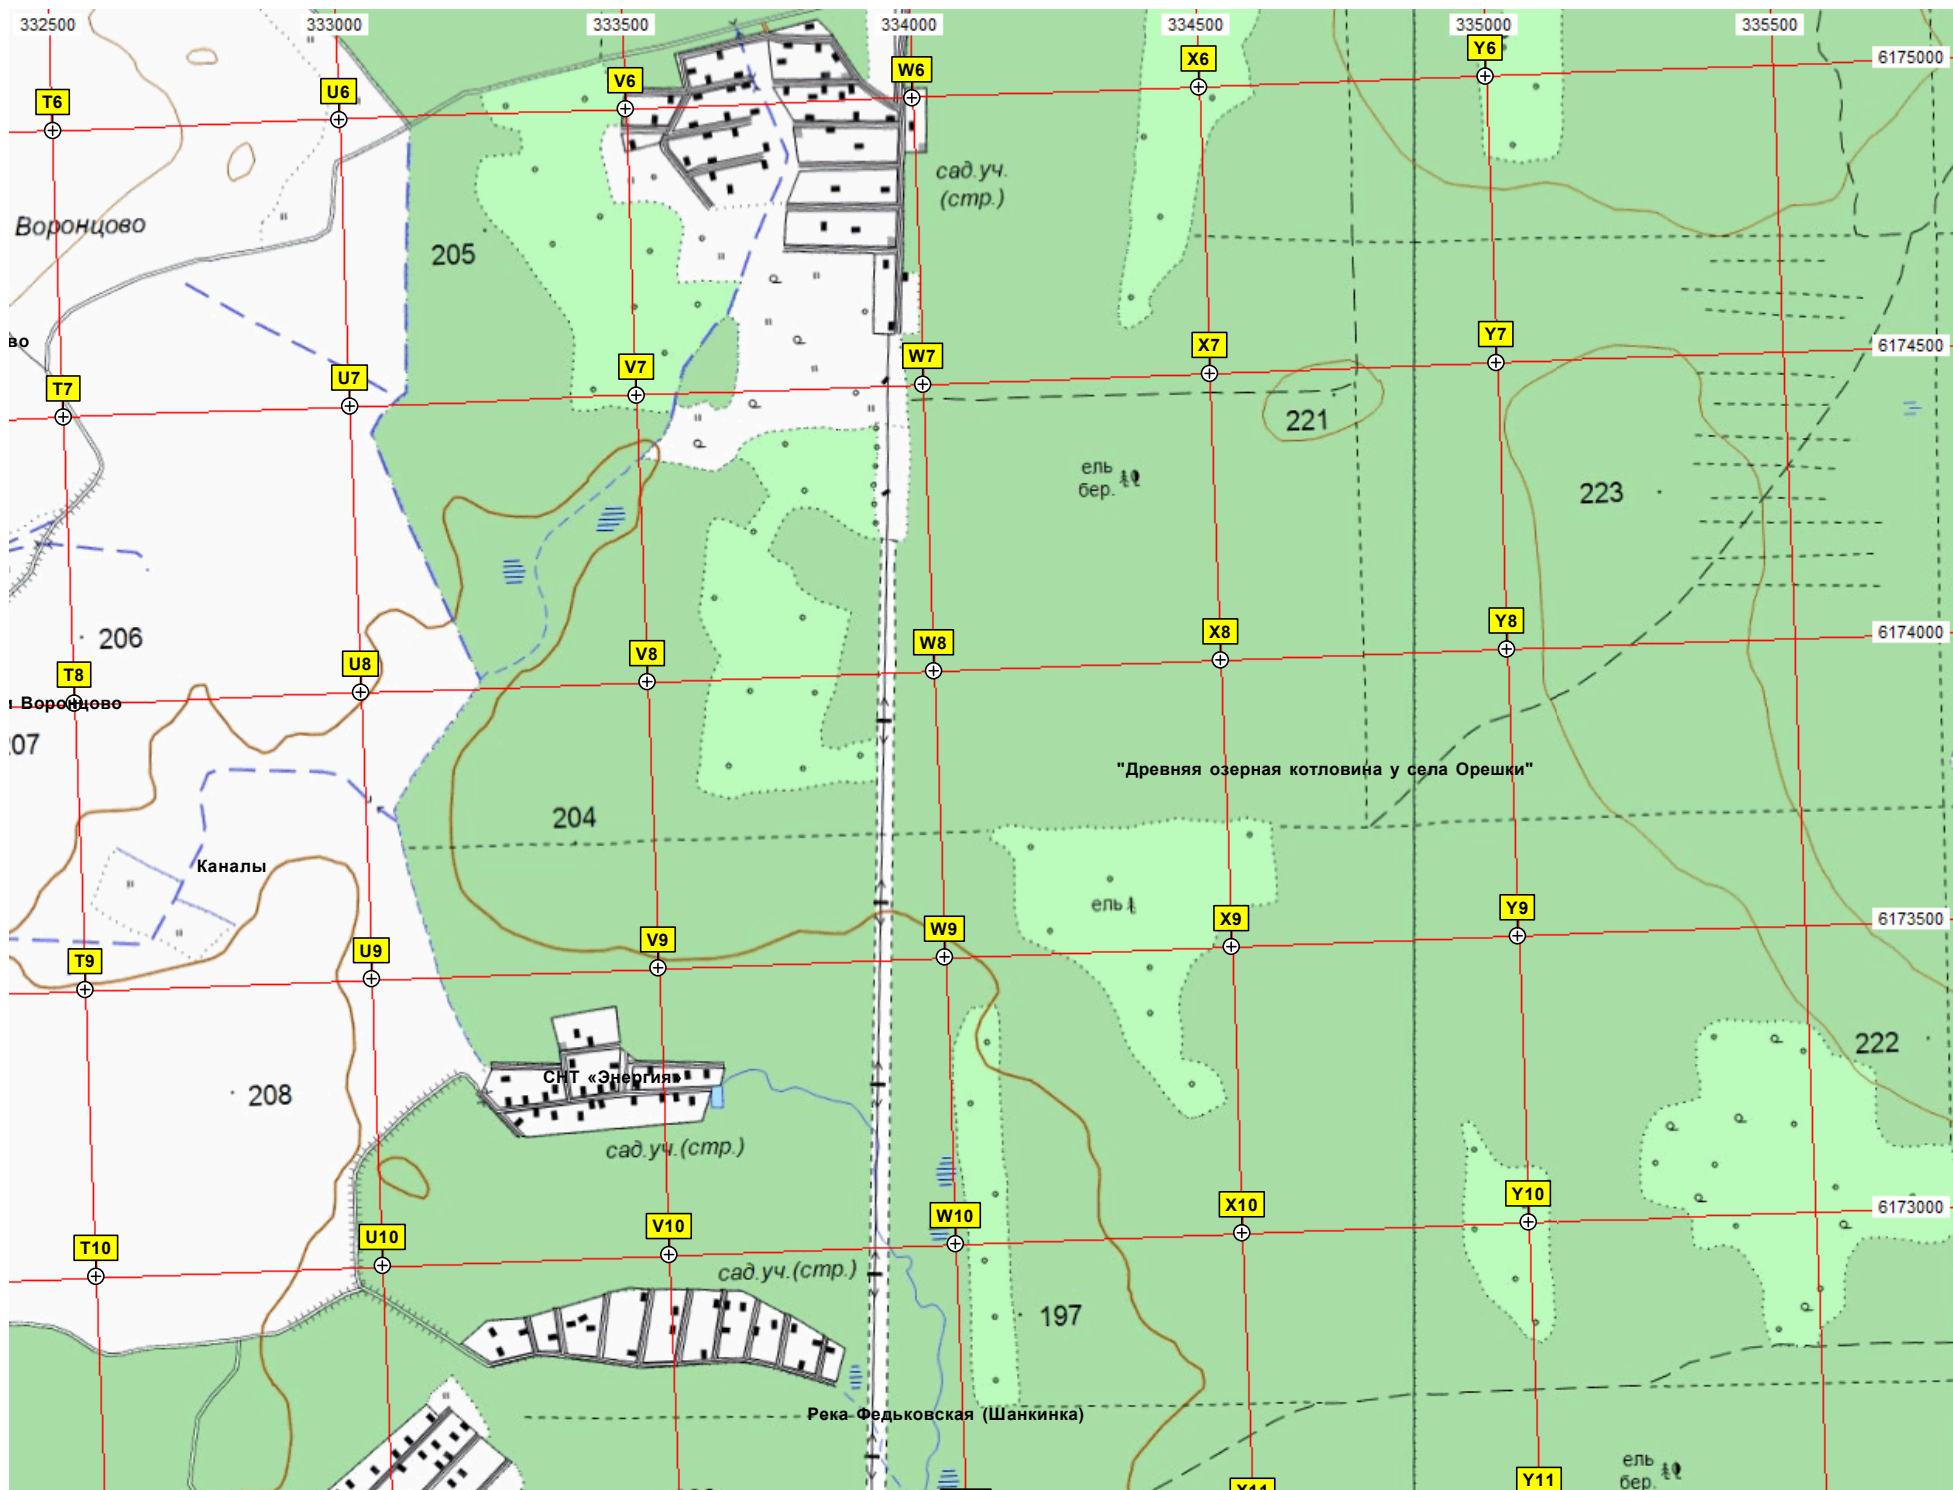 332500 333000 333500 334000 334500 335000 335500
6175000
T6 U6 V6 W6 X6 Y6
сад.уч.
(стр.)
Воронцово
205
во
6174500
T7 U7 V7 W7 X7 Y7
221
ель
бер.
223
6174000
206
T8 U8 V8 W8 X8 Y8
и Воронцово
07
"Древняя озерная котловина у села Орешки"
204
Каналы
ель
6173500
T9 U9 V9 W9 X9 Y9
222
СНТ «Энергия»
208
сад.уч.(стр.)
6173000
T10 U10 V10 W10 X10 Y10
сад.уч.(стр.)
197
Река Федьковская (Шанкинка)
ель
бер.
X11 Y11